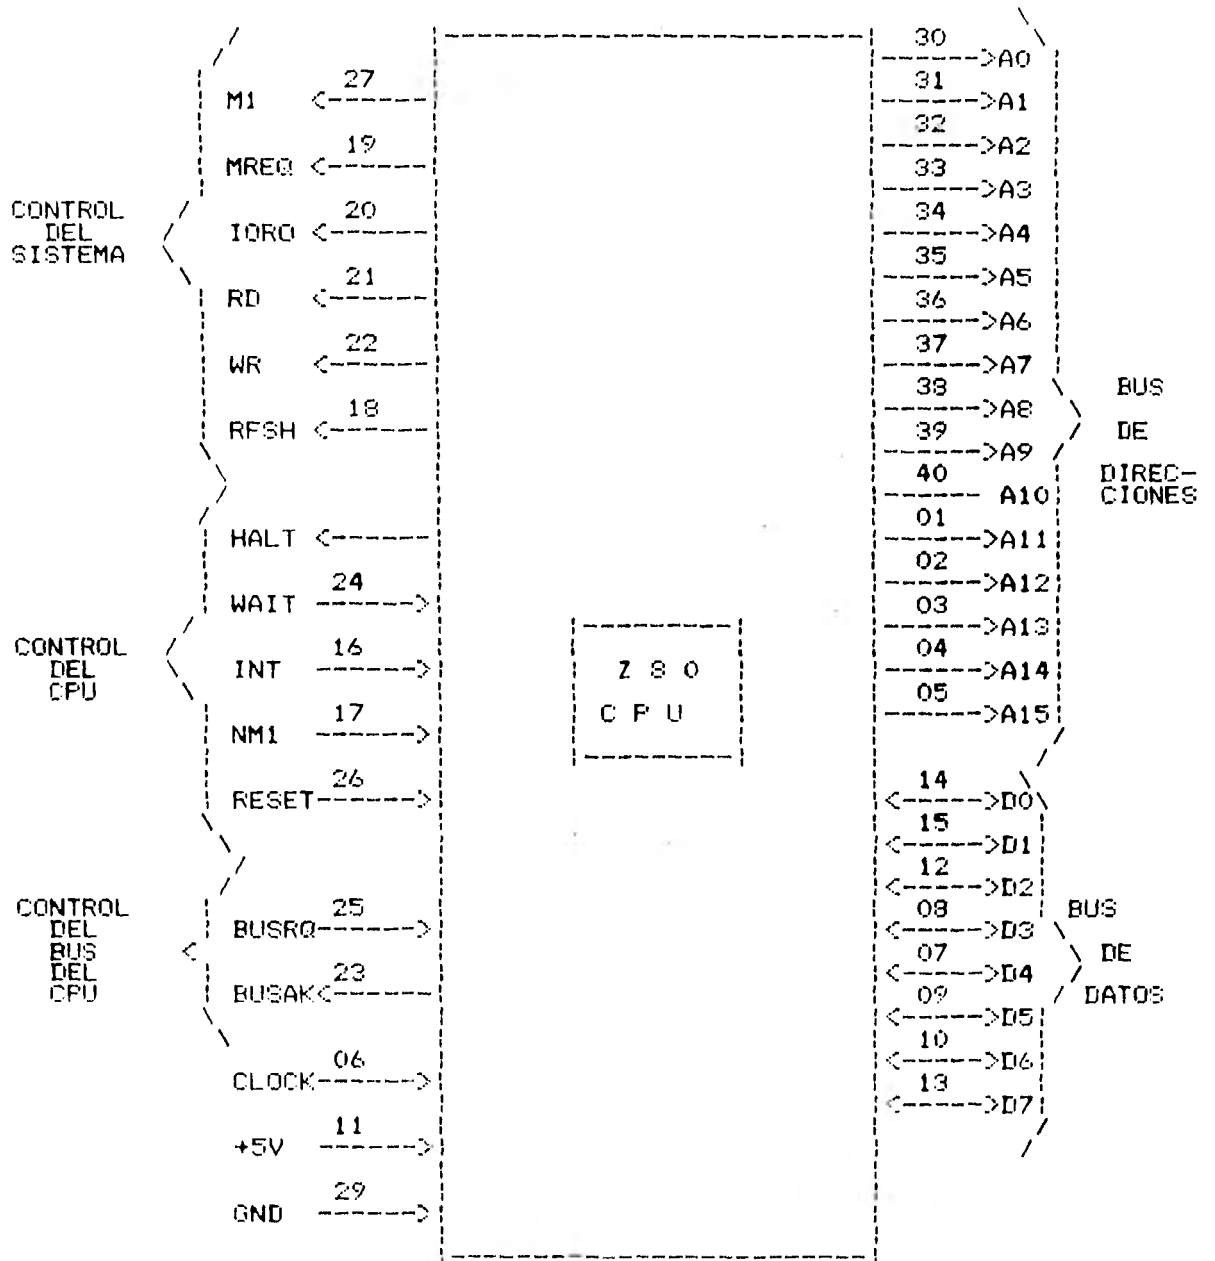 CONTROL
DEL
SISTEMA
27
M1 <------
19
MREQ <------
20
IORQ <------
21
RD <------
22
WR <------
18
RFSH <------
CONTROL
DEL
CPU
HALT <------
24
WAIT ------>
16
INT ------>
17
NM1 ------>
26
RESET------>
CONTROL
DEL
BUS
DEL
CPU
25
BUSRQ------>
23
BUSAK<------
06
CLOCK------>
11
+5V ------>
29
GND ------>
Z 80
C P U
30
------>A0
31
------>A1
32
------>A2
33
------>A3
34
------>A4
35
------>A5
36
------>A6
37
------>A7
38
------>A8
39
------>A9
40
------ A10
01
------>A11
02
------>A12
03
------>A13
04
------>A14
05
------>A15
BUS
DE
DIREC-
CIONES
14
<------>D0
15
<------>D1
12
<------>D2
08
<------>D3
07
<------>D4
09
<------>D5
10
<------>D6
13
<------>D7
BUS
DE
DATOS